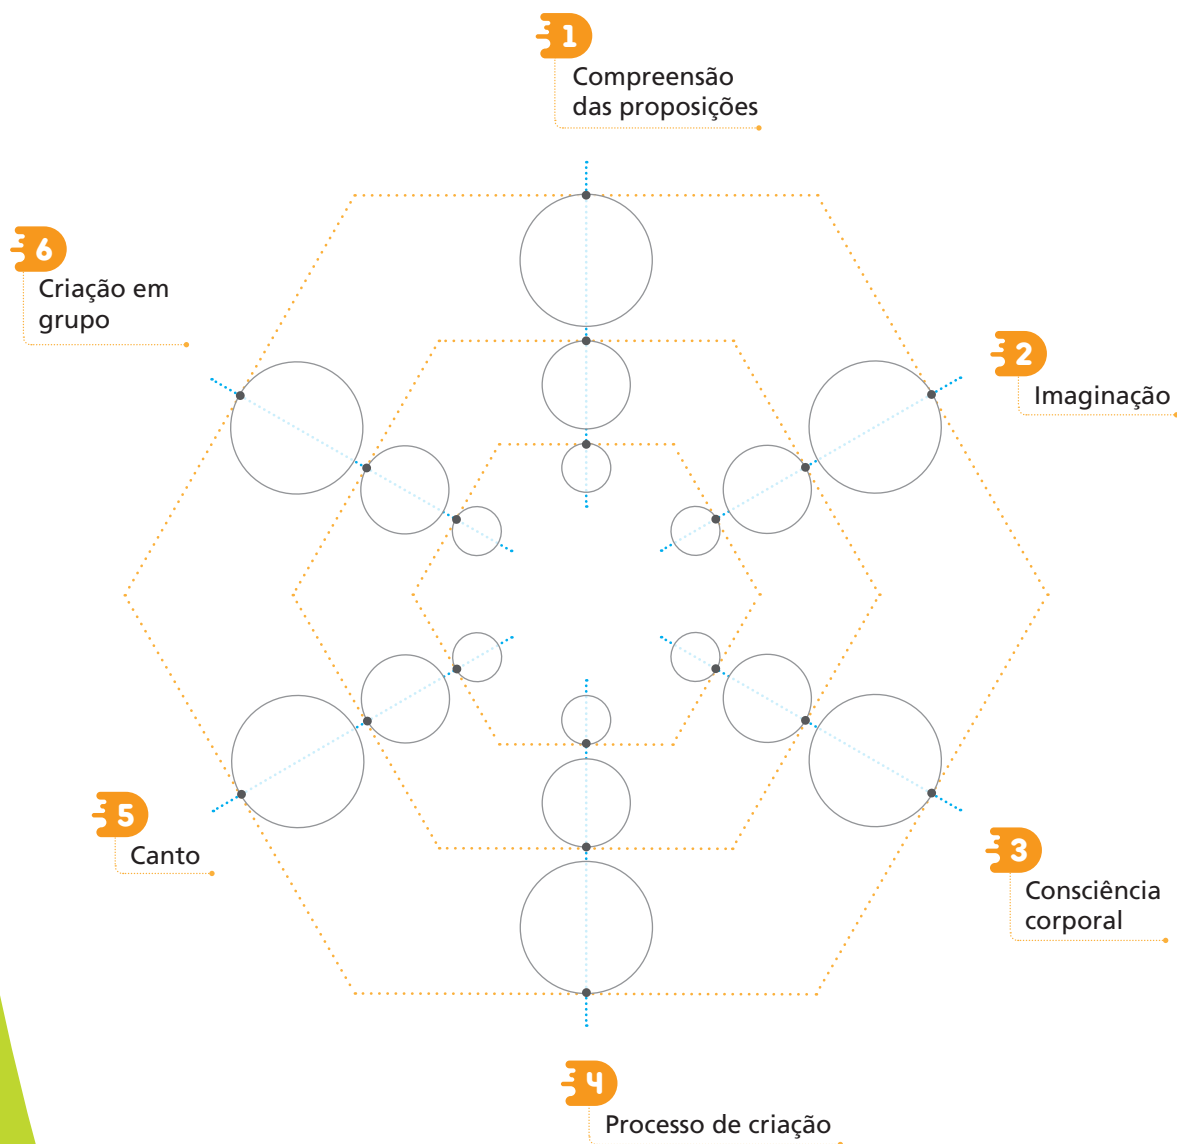 1
Compreensão
das proposições
6
Criação em
grupo
2
Imaginação
5
Canto
3
Consciência
corporal
4
Processo de criação